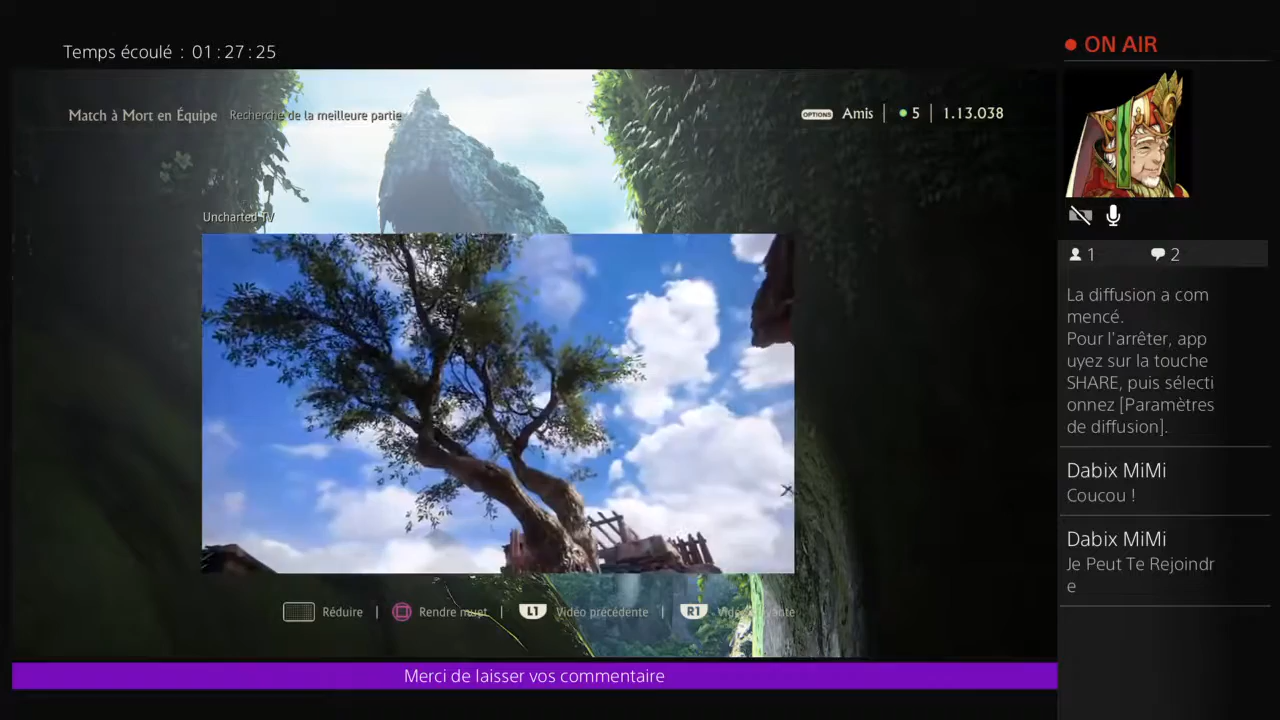 Temps écoulé : 01:27:25
ON AIR
Match à Mort en Équipe Recherche de la meilleure partie
OPTIONS Amis | 5 | 1.13.038
Uncharted TV
1 2
La diffusion a com
mencé.
Pour l'arrêter, app
uyez sur la touche
SHARE, puis sélecti
onnez [Paramètres
de diffusion].
Dabix MiMi
Coucou !
Dabix MiMi
Je Peut Te Rejoindr
e
Réduire | Rendre muet | L1 Vidéo précédente | R1 Vidéo suivante
Merci de laisser vos commentaire